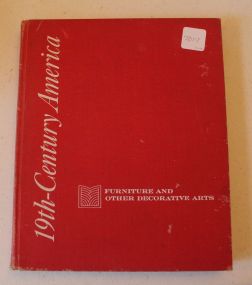 19th-Century America
FURNITURE AND
OTHER DECORATIVE ARTS